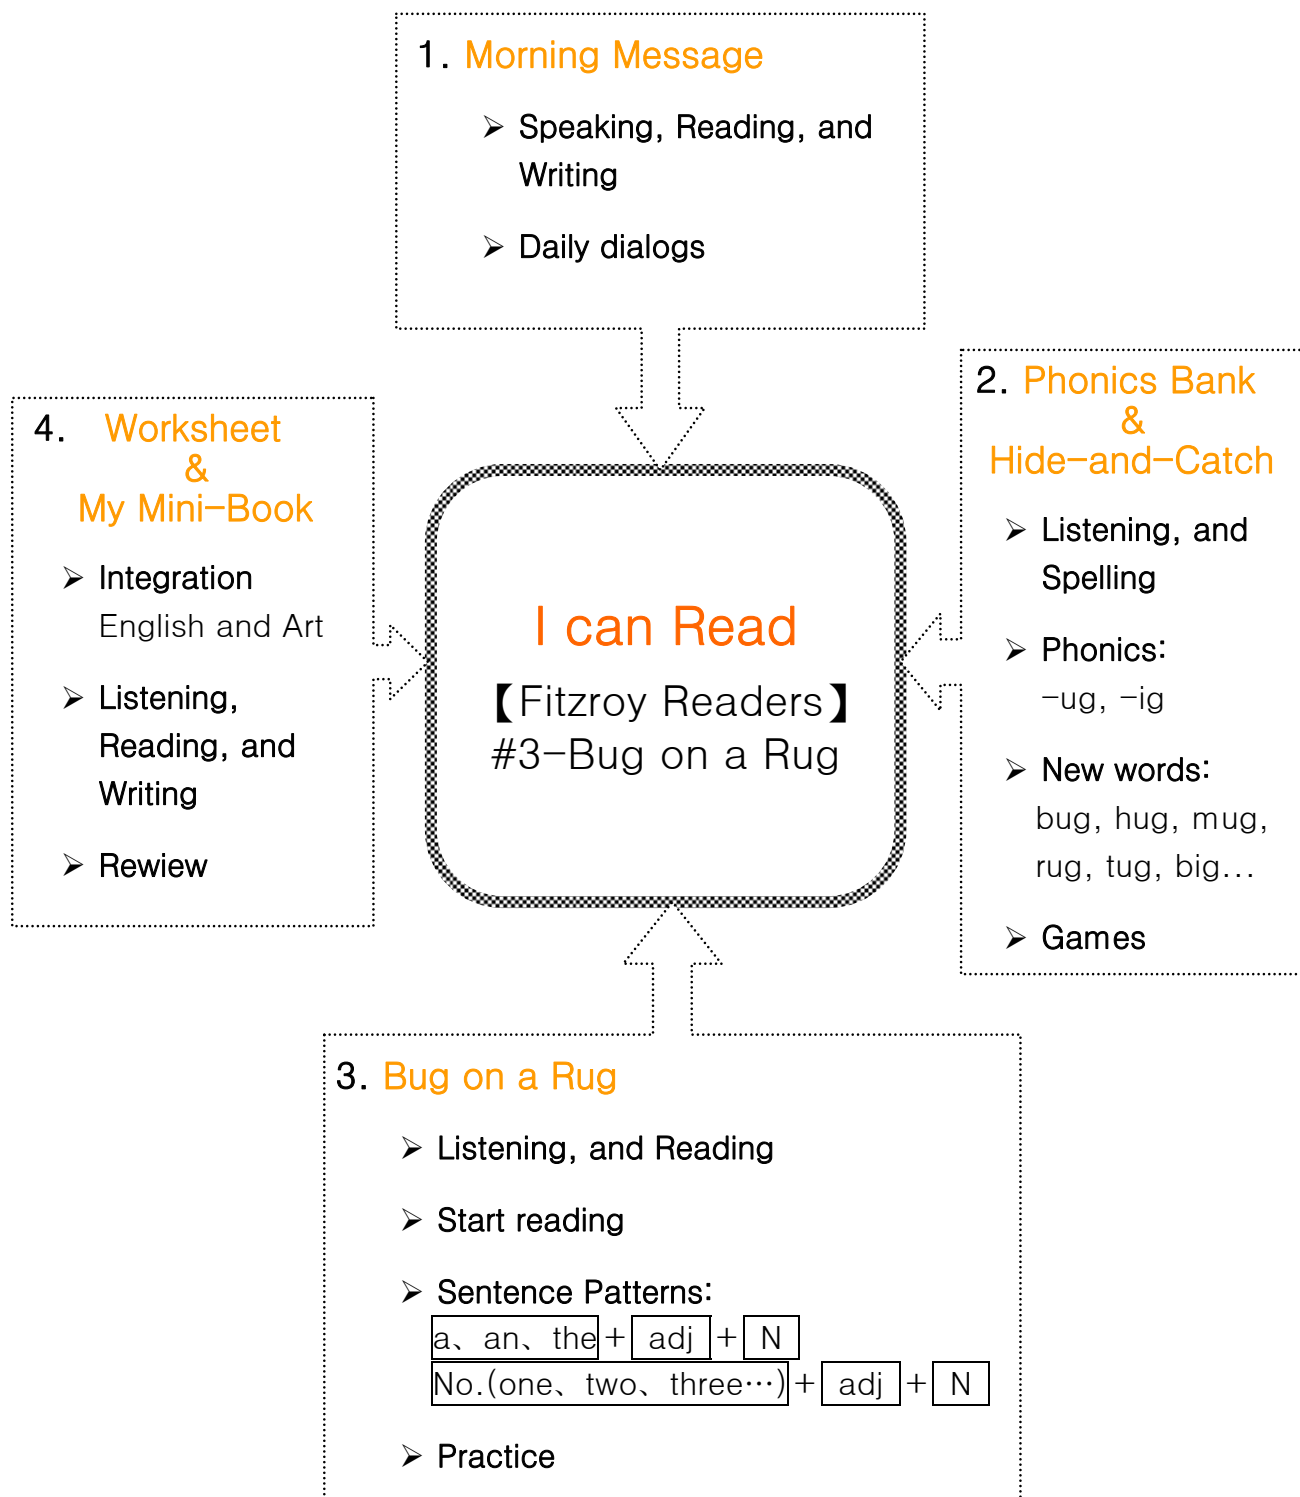 1. Morning Message
➢ Speaking, Reading, and
Writing
➢ Daily dialogs
2. Phonics Bank
&
Hide-and-Catch
➢ Listening, and
Spelling
➢ Phonics:
-ug, -ig
➢ New words:
bug, hug, mug,
rug, tug, big...
➢ Games
4. Worksheet
&
My Mini-Book
➢ Integration
English and Art
➢ Listening,
Reading, and
Writing
➢ Rewiew
I can Read
【Fitzroy Readers】
#3-Bug on a Rug
3. Bug on a Rug
➢ Listening, and Reading
➢ Start reading
➢ Sentence Patterns:
a、an、the + adj + N
No.(one、two、three…) + adj + N
➢ Practice